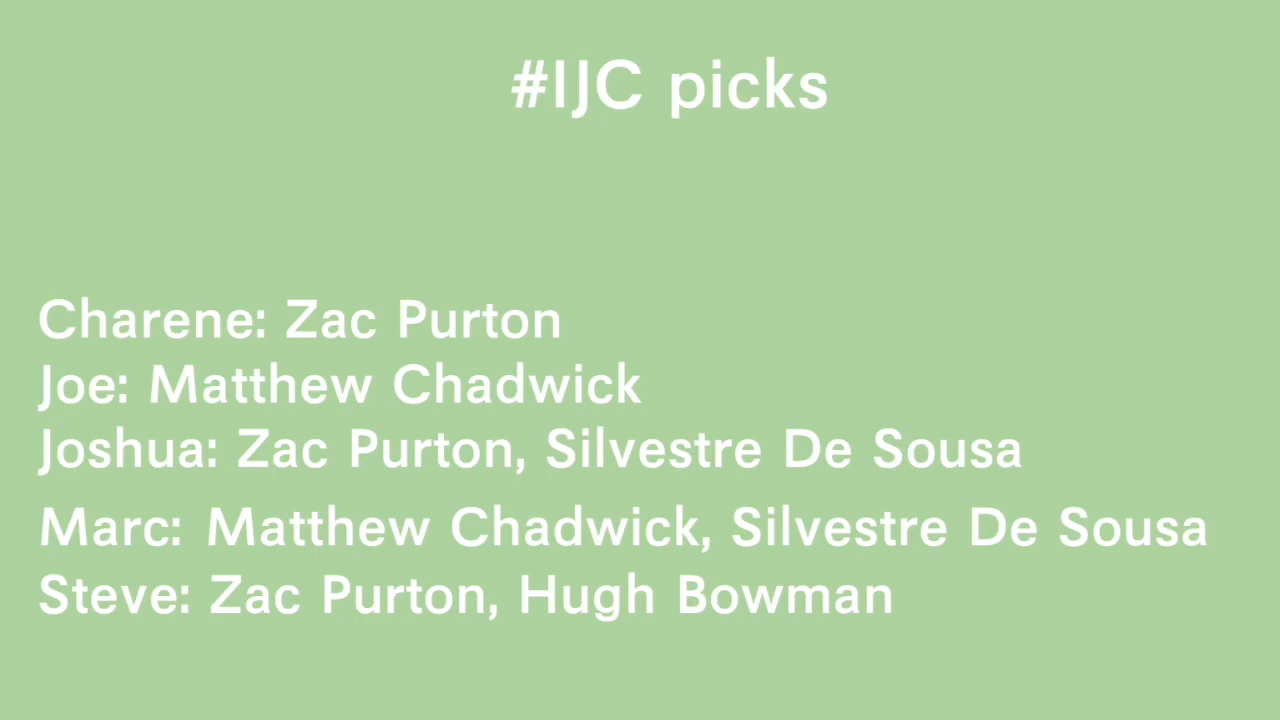 #IJC picks
Charene: Zac Purton
Joe: Matthew Chadwick
Joshua: Zac Purton, Silvestre De Sousa
Marc: Matthew Chadwick, Silvestre De Sousa
Steve: Zac Purton, Hugh Bowman